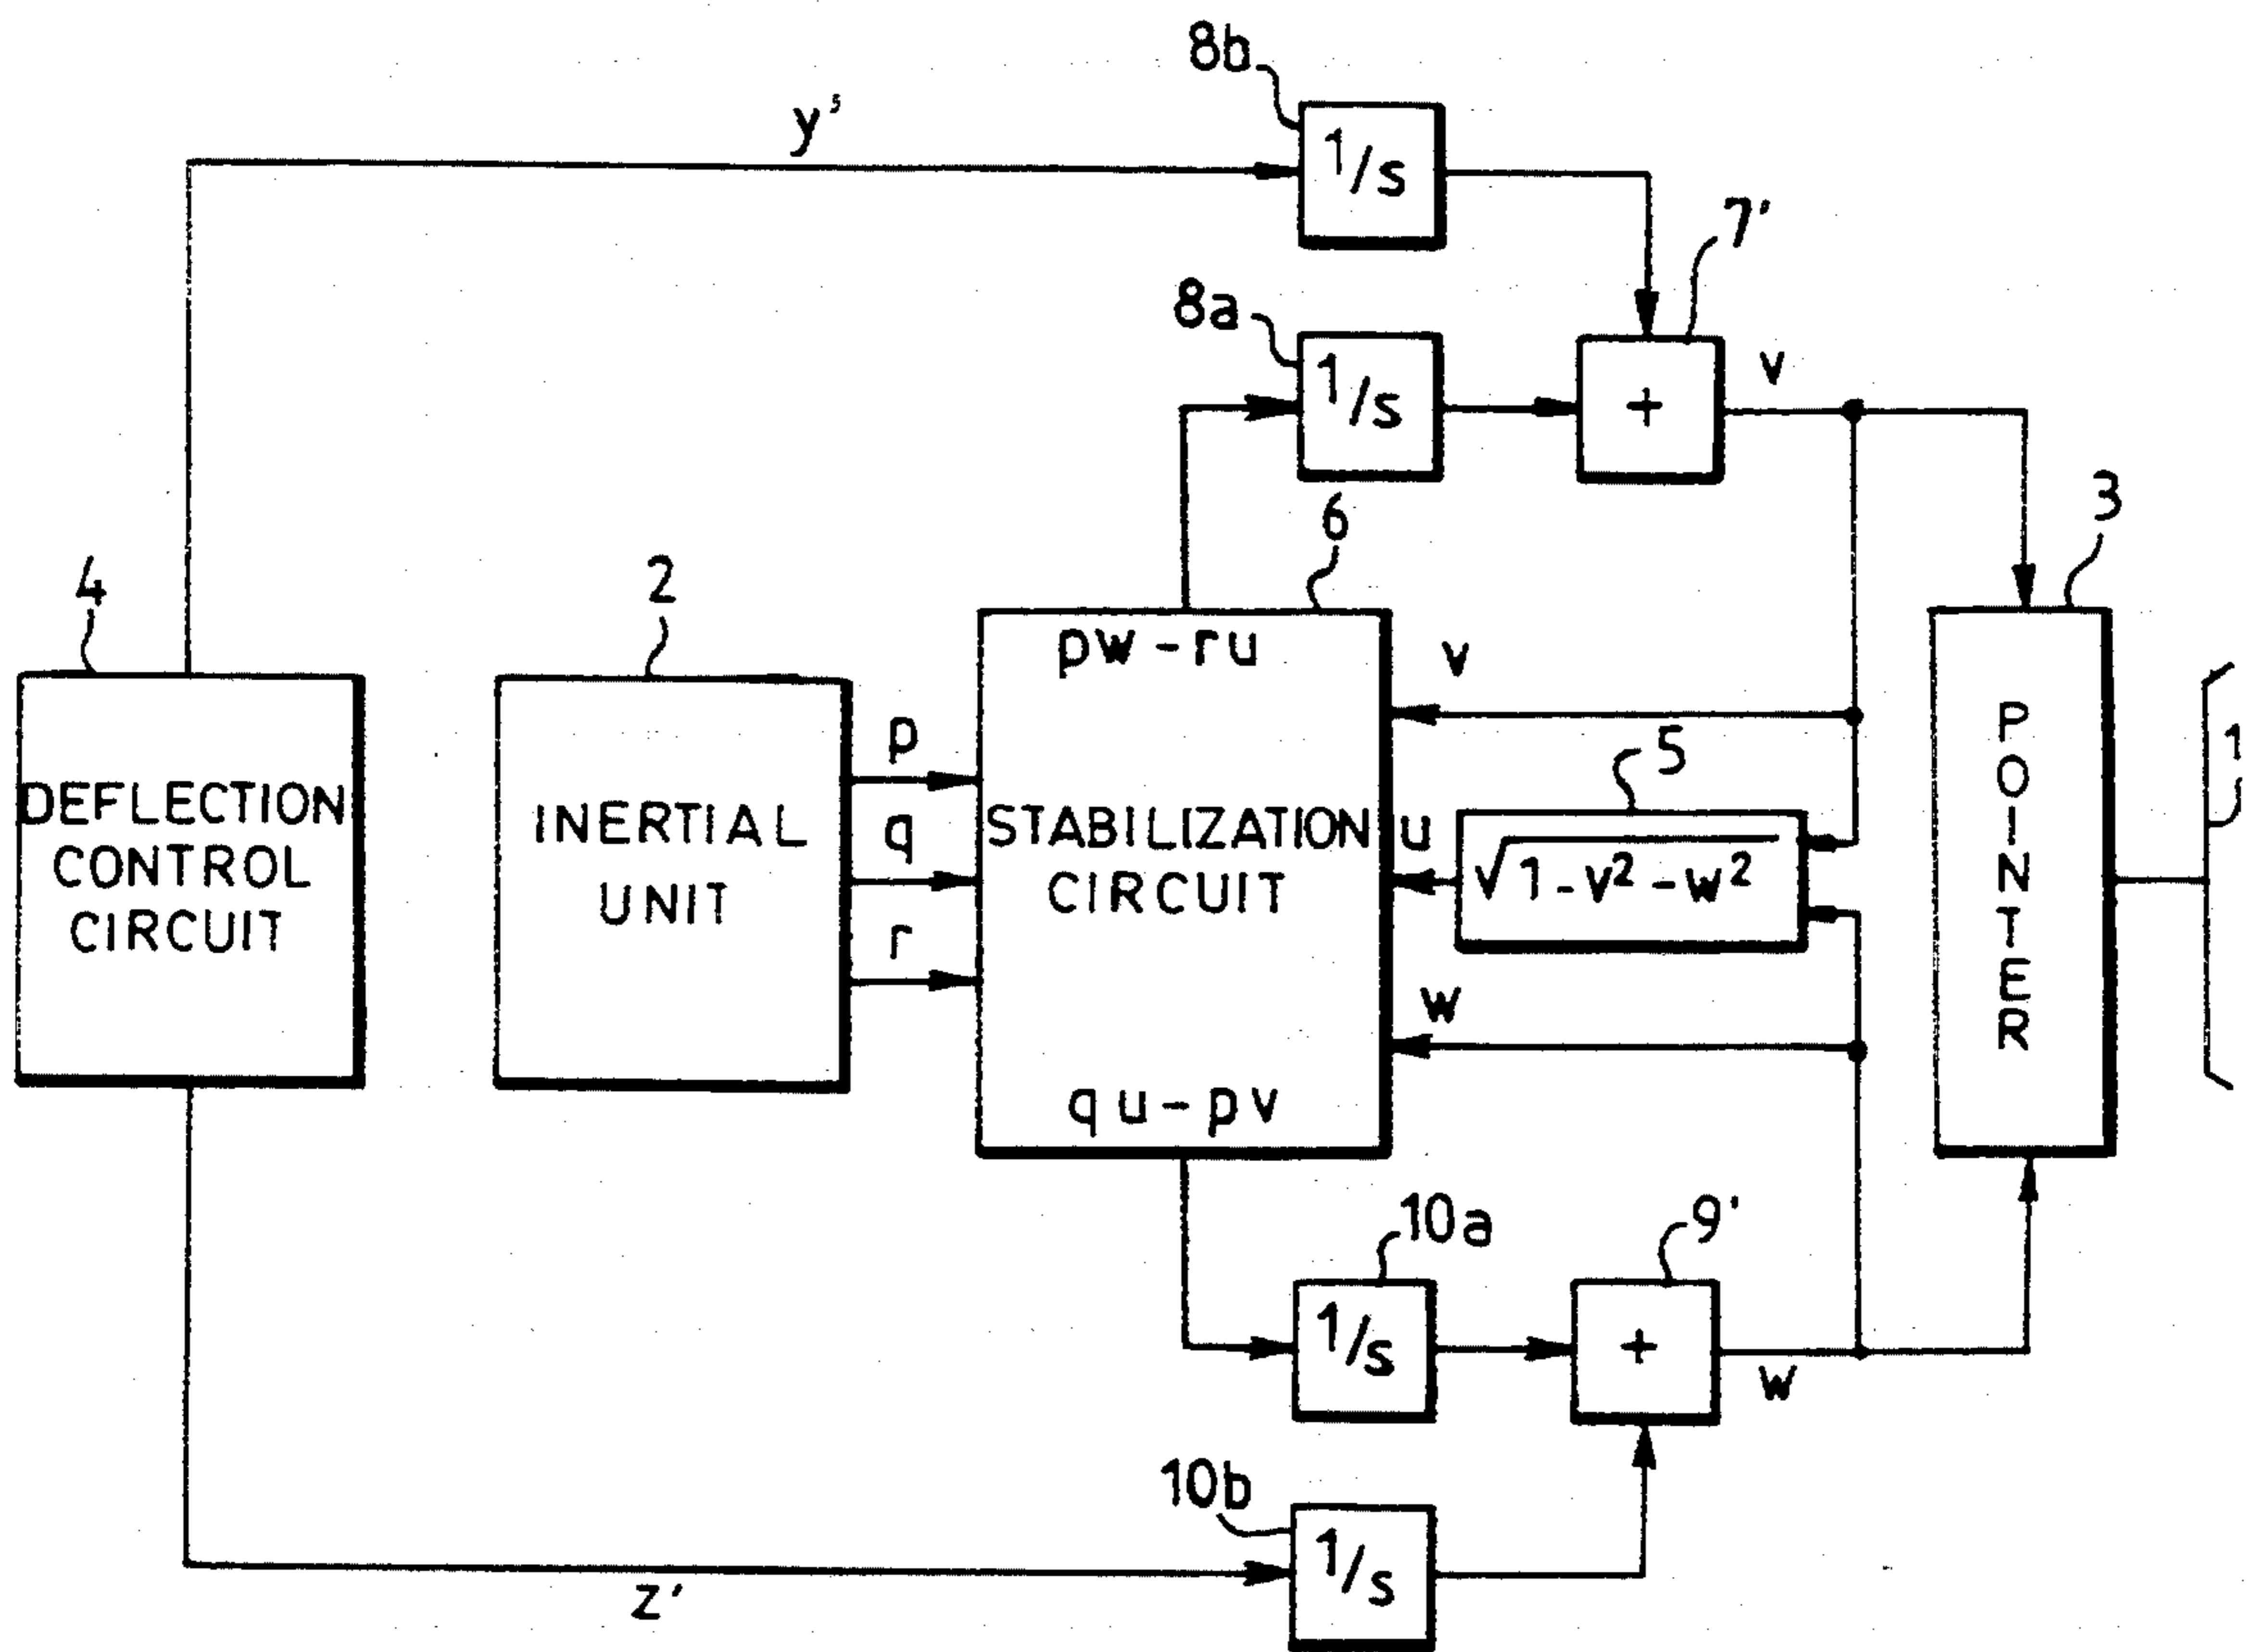 8b
y'
1/s
7'
8a
1/s
+
v
3
6
4
2
pw-ru
v
5
p
1
DEFLECTION
CONTROL
CIRCUIT
INERTIAL
UNIT
q
STABILIZATION
CIRCUIT
u
√1-v²-w²
POINTER
r
w
qu-pv
10a
9'
1/s
+
w
10b
1/s
z'